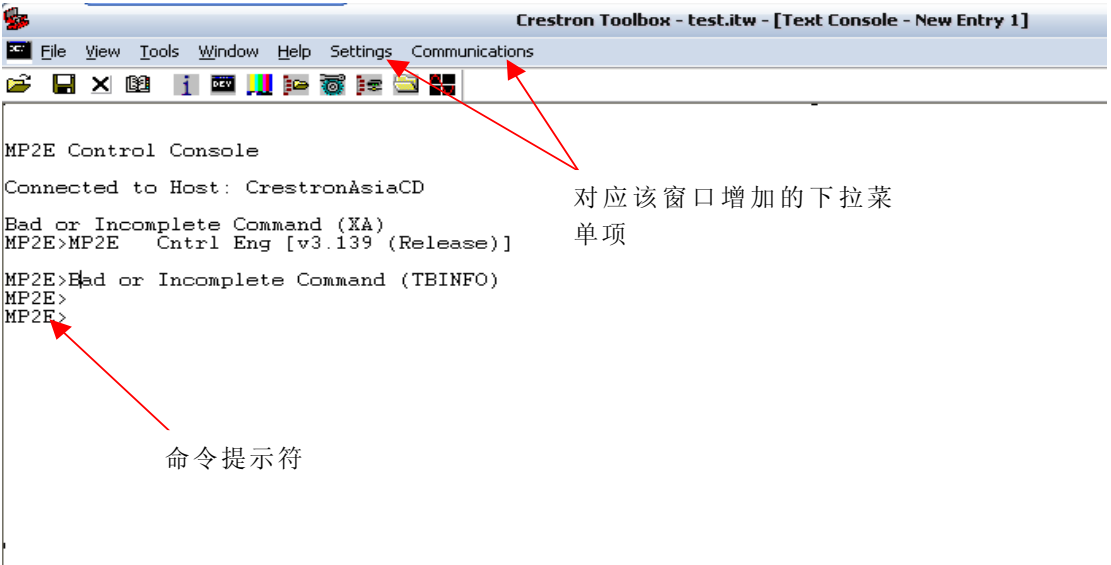 Crestron Toolbox - test.itw - [Text Console - New Entry 1]
File View Tools Window Help Settings Communications
MP2E Control Console
Connected to Host: CrestronAsiaCD
Bad or Incomplete Command (XA)
MP2E>MP2E   Cntrl Eng [v3.139 (Release)]
MP2E>Bad or Incomplete Command (TBINFO)
MP2E>
MP2E>
对应该窗口增加的下拉菜
单项
命令提示符